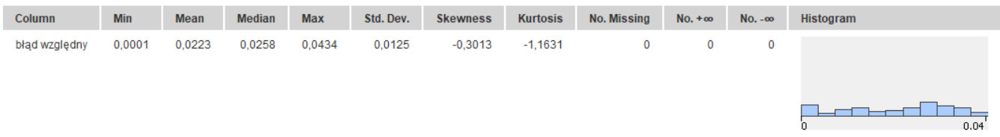 Column Min Mean Median Max Std. Dev. Skewness Kurtosis No. Missing No. +∞ No. -∞ Histogram
błąd względny 0,0001 0,0223 0,0258 0,0434 0,0125 -0,3013 -1,1631 0 0 0
0 0.04